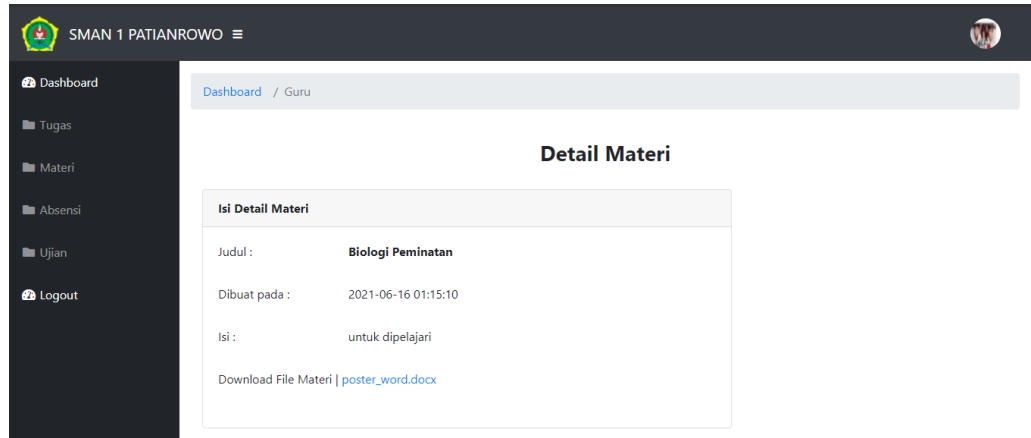 SMAN 1 PATIANROWO
Dashboard
Tugas
Materi
Absensi
Ujian
Logout
Dashboard / Guru
Detail Materi
Isi Detail Materi
Judul : Biologi Peminatan
Dibuat pada : 2021-06-16 01:15:10
Isi : untuk dipelajari
Download File Materi | poster_word.docx